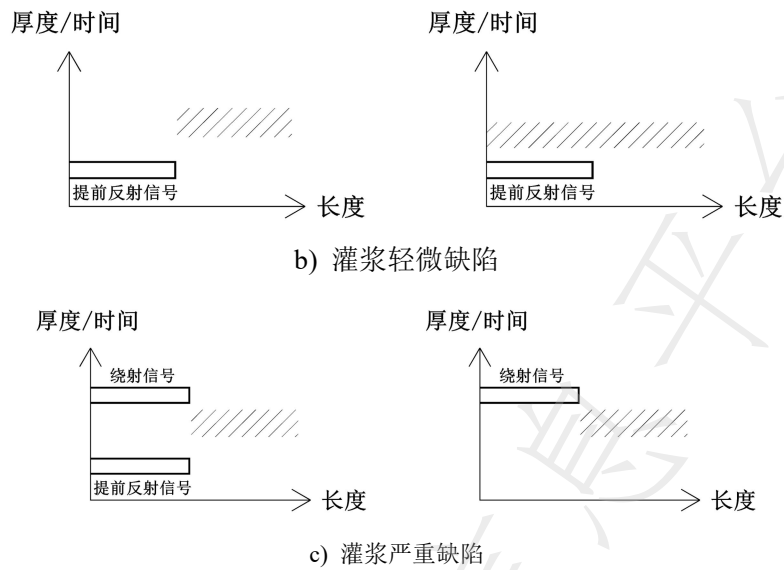 厚度/时间 厚度/时间
提前反射信号 长度 提前反射信号 长度
b) 灌浆轻微缺陷
厚度/时间 厚度/时间
绕射信号 绕射信号
提前反射信号 长度 长度
c) 灌浆严重缺陷